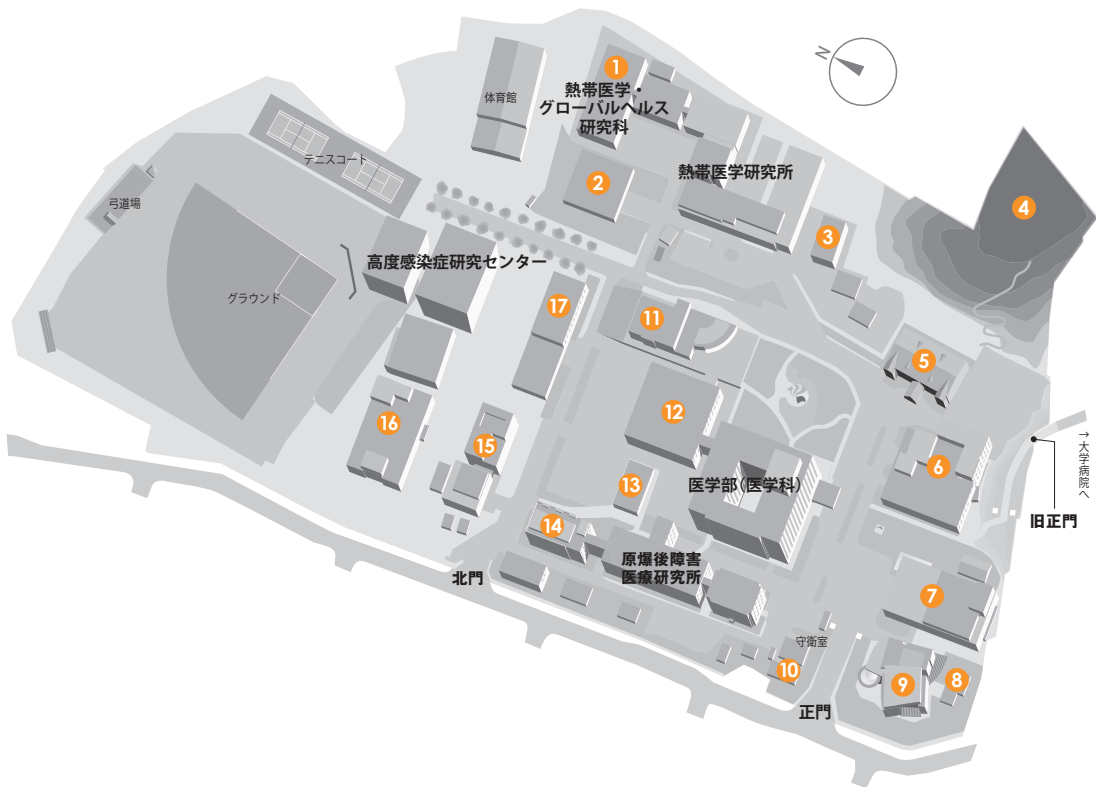 N
体育館
1
熱帯医学・
グローバルヘルス
研究科
テニスコート
2
熱帯医学研究所
弓道場
4
3
高度感染症研究センター
グラウンド
17
11
5
12
16
15
6
→大学病院へ
13
医学部(医学科)
旧正門
14
原爆後障害
医療研究所
北門
7
守衛室
10
9
8
正門